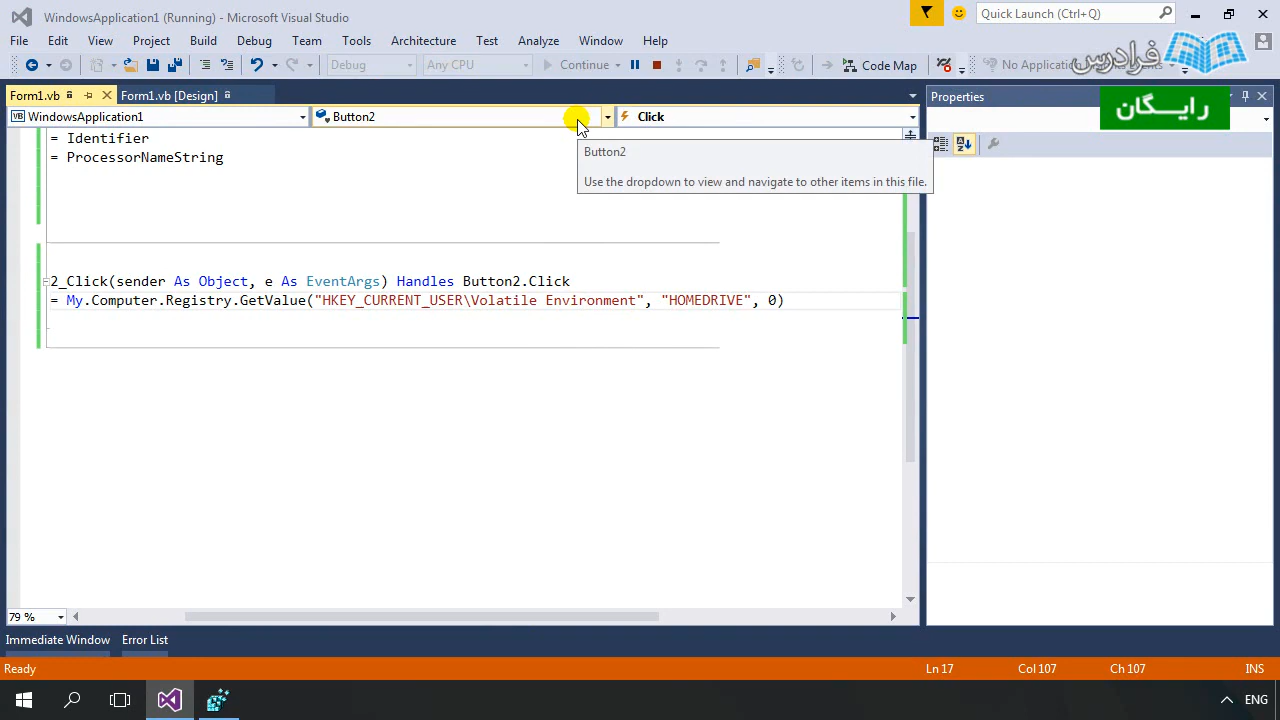 WindowsApplication1 (Running) - Microsoft Visual Studio
Quick Launch (Ctrl+Q)
File Edit View Project Build Debug Team Tools Architecture Test Analyze Window Help
Debug Any CPU Continue Code Map No Application
فرادرس
رایگان
Form1.vb Form1.vb [Design] Properties
WindowsApplication1 Button2 Click
= Identifier
= ProcessorNameString
Button2
Use the dropdown to view and navigate to other items in this file.
2_Click(sender As Object, e As EventArgs) Handles Button2.Click
= My.Computer.Registry.GetValue("HKEY_CURRENT_USER\Volatile Environment", "HOMEDRIVE", 0)
79 %
Immediate Window Error List
Ready Ln 17 Col 107 Ch 107 INS
ENG